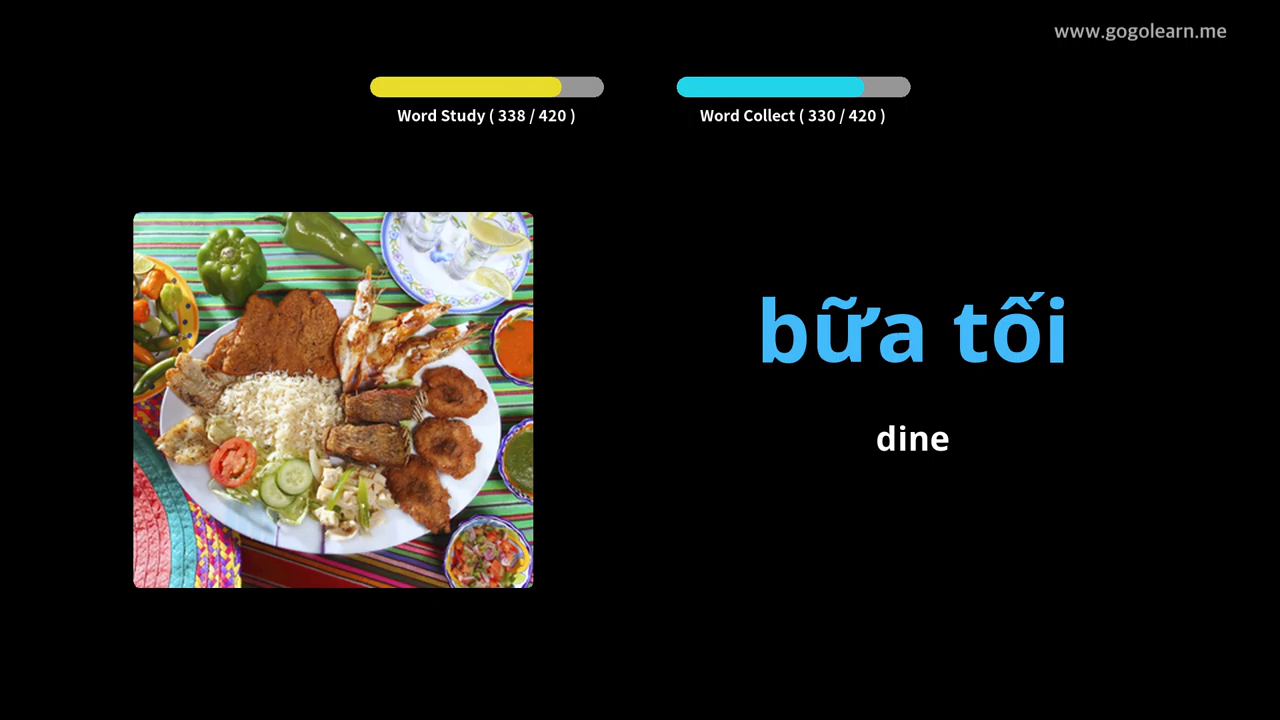 www.gogolearn.me
Word Study ( 338 / 420 )
Word Collect ( 330 / 420 )
bữa tối
dine